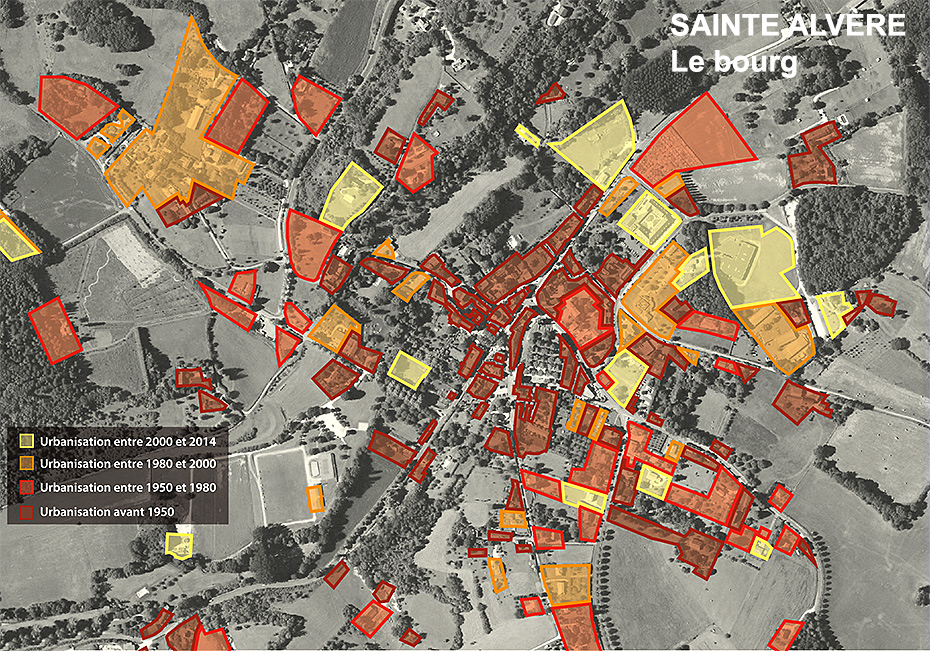 SAINTE ALVÈRE
Le bourg
Urbanisation entre 2000 et 2014
Urbanisation entre 1980 et 2000
Urbanisation entre 1950 et 1980
Urbanisation avant 1950